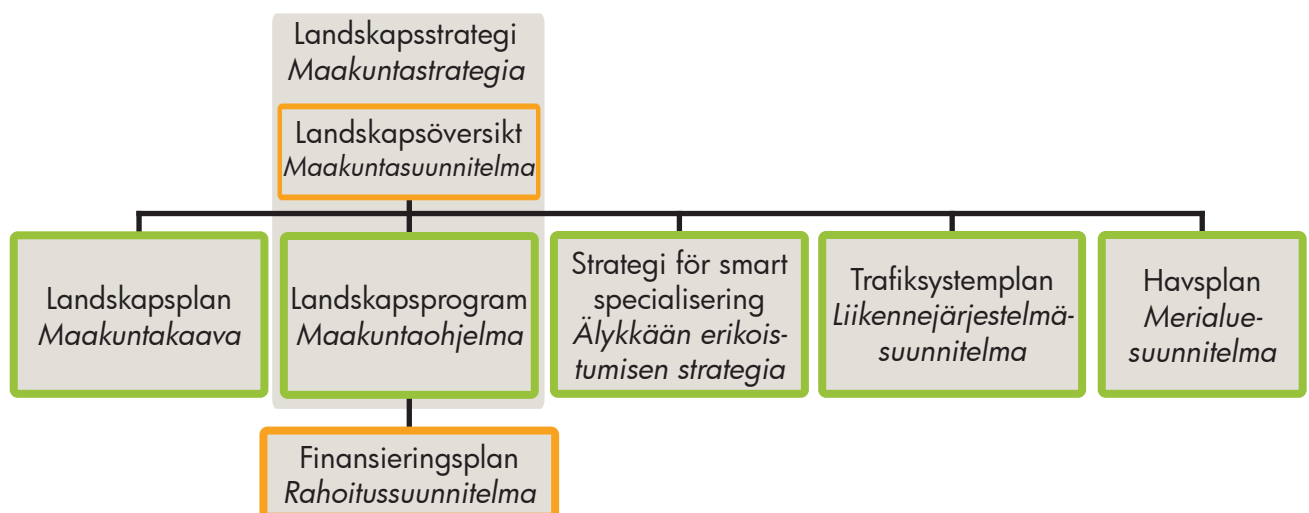 Landskapsstrategi
Maakuntastrategia
Landskapsöversikt
Maakuntasuunnitelma
Landskapsplan
Maakuntakaava
Landskapsprogram
Maakuntaohjelma
Strategi för smart
specialisering
Älykkään erikois-
tumisen strategia
Trafiksystemplan
Liikennejärjestelmä-
suunnitelma
Havsplan
Merialue-
suunnitelma
Finansieringsplan
Rahoitussuunnitelma